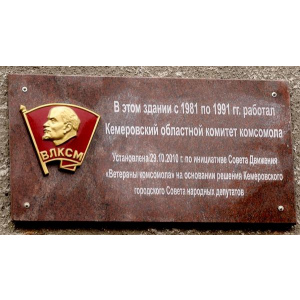 В этом здании с 1981 по 1991 гг. работал
Кемеровский областной комитет комсомола
Установлена 29.10.2010 г. по инициативе Совета Движения
«Ветераны комсомола» на основании решения Кемеровского
городского Совета народных депутатов
ВЛКСМ